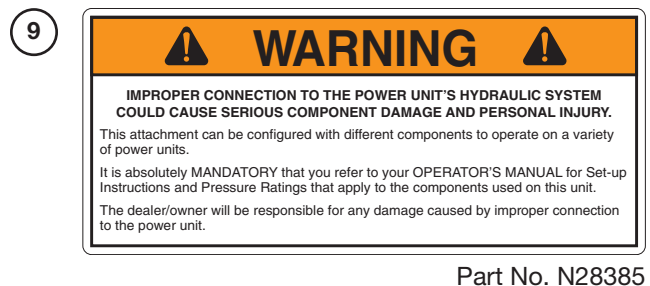 9
WARNING
IMPROPER CONNECTION TO THE POWER UNIT'S HYDRAULIC SYSTEM
COULD CAUSE SERIOUS COMPONENT DAMAGE AND PERSONAL INJURY.
This attachment can be configured with different components to operate on a variety
of power units.
It is absolutely MANDATORY that you refer to your OPERATOR'S MANUAL for Set-up
Instructions and Pressure Ratings that apply to the components used on this unit.
The dealer/owner will be responsible for any damage caused by improper connection
to the power unit.
Part No. N28385